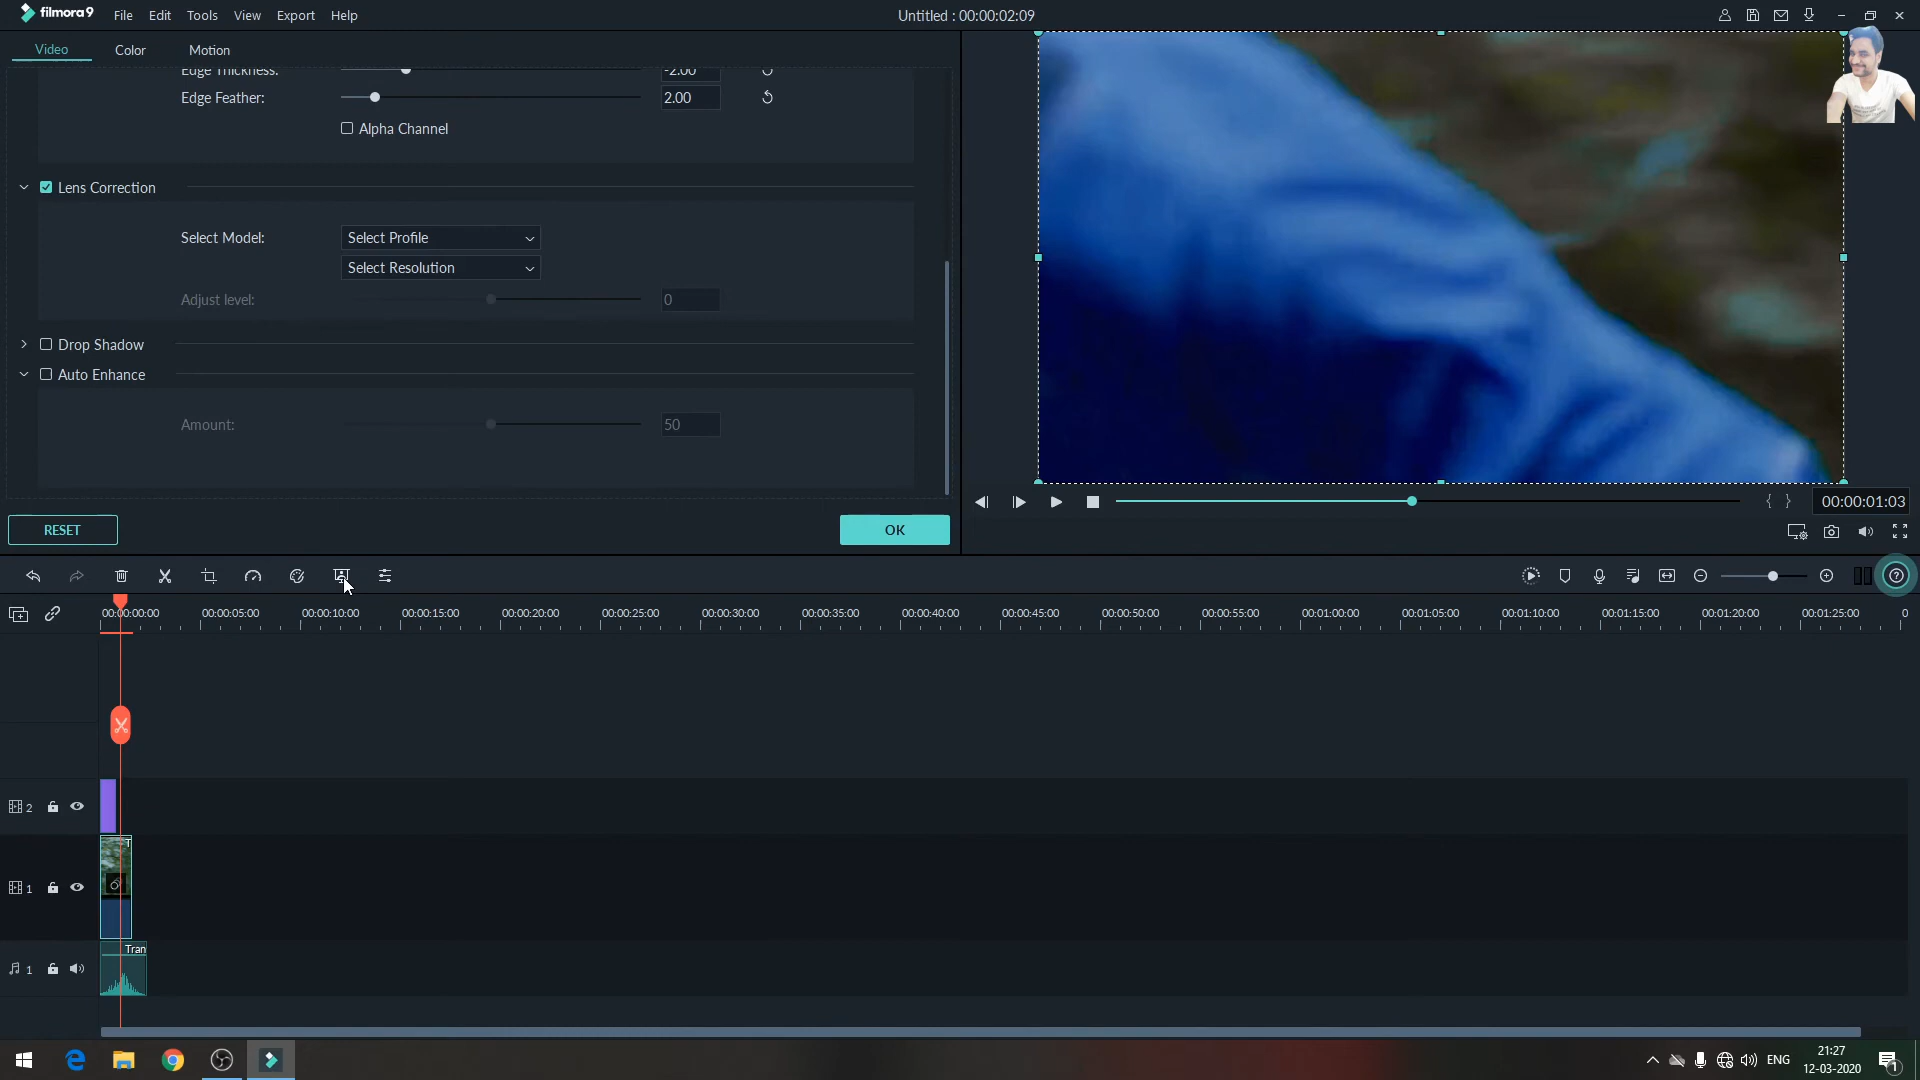 filmora9 File Edit Tools View Export Help Untitled : 00:00:02:09
Video Color Motion
Edge Thickness: -2.00
Edge Feather: 2.00
Alpha Channel
Lens Correction
Select Model: Select Profile
Select Resolution
Adjust level: 0
Drop Shadow
Auto Enhance
Amount: 50
RESET OK
00:00:01:03
00:00:00:00 00:00:05:00 00:00:10:00 00:00:15:00 00:00:20:00 00:00:25:00 00:00:30:00 00:00:35:00 00:00:40:00 00:00:45:00 00:00:50:00 00:00:55:00 00:01:00:00 00:01:05:00 00:01:10:00 00:01:15:00 00:01:20:00 00:01:25:00 0
2
T
1
Tran
1
ENG 21:27
12-03-2020
1